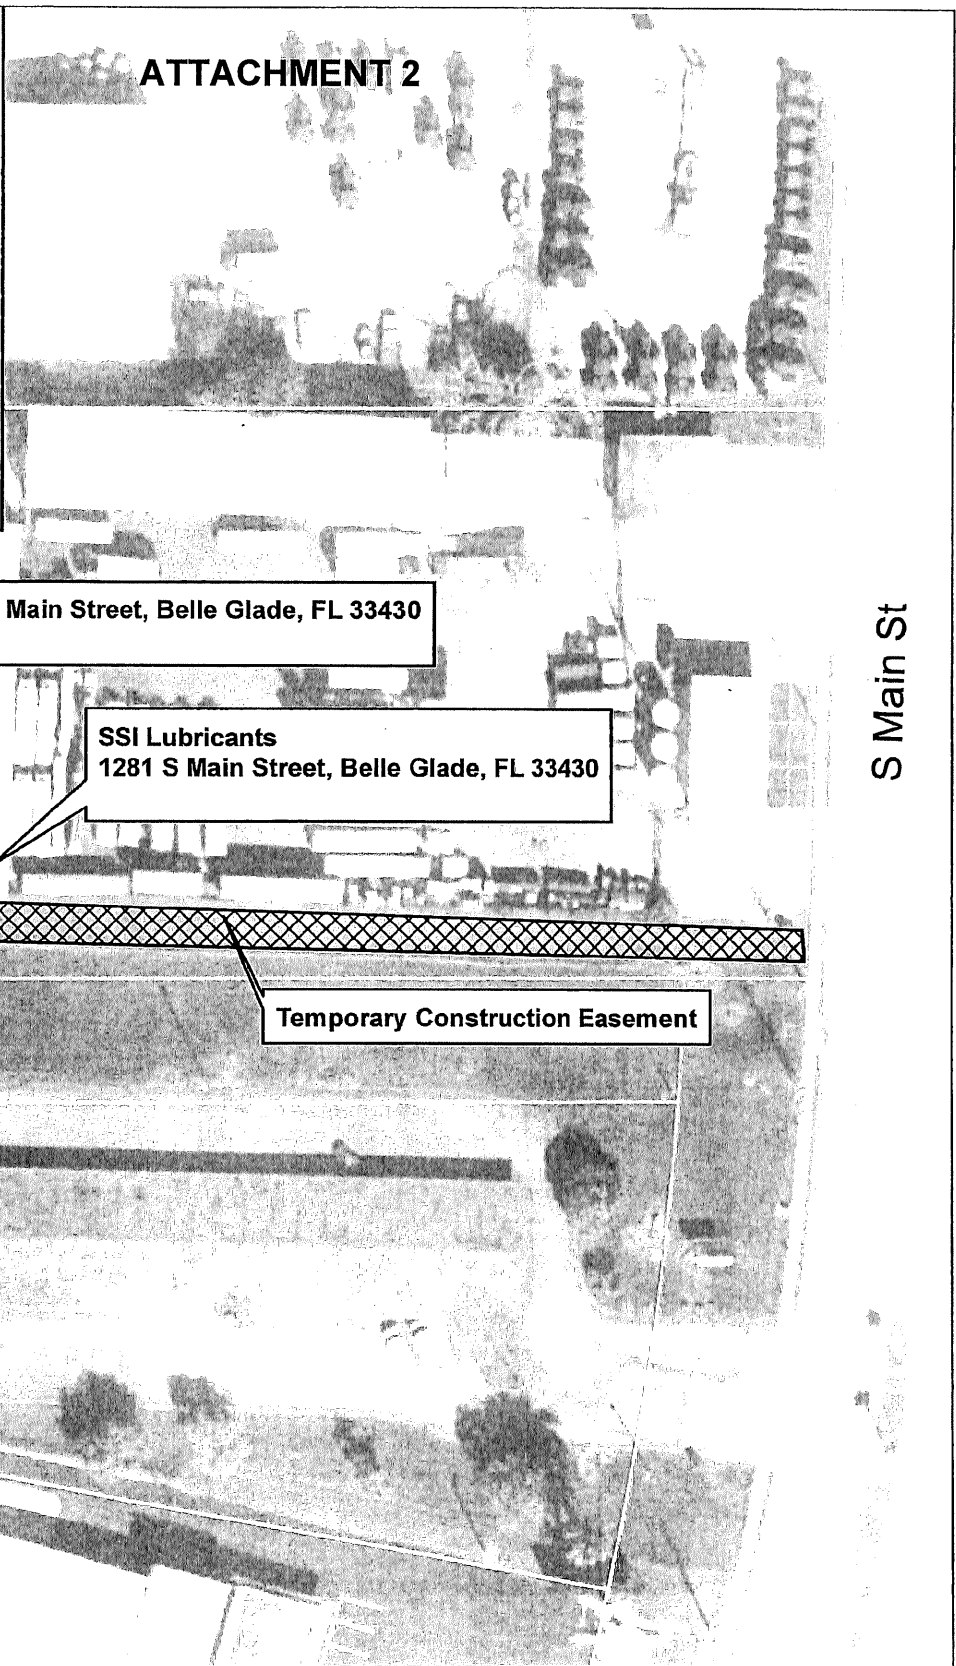 ATTACHMENT 2
Main Street, Belle Glade, FL 33430
S Main St
SSI Lubricants
1281 S Main Street, Belle Glade, FL 33430
Temporary Construction Easement